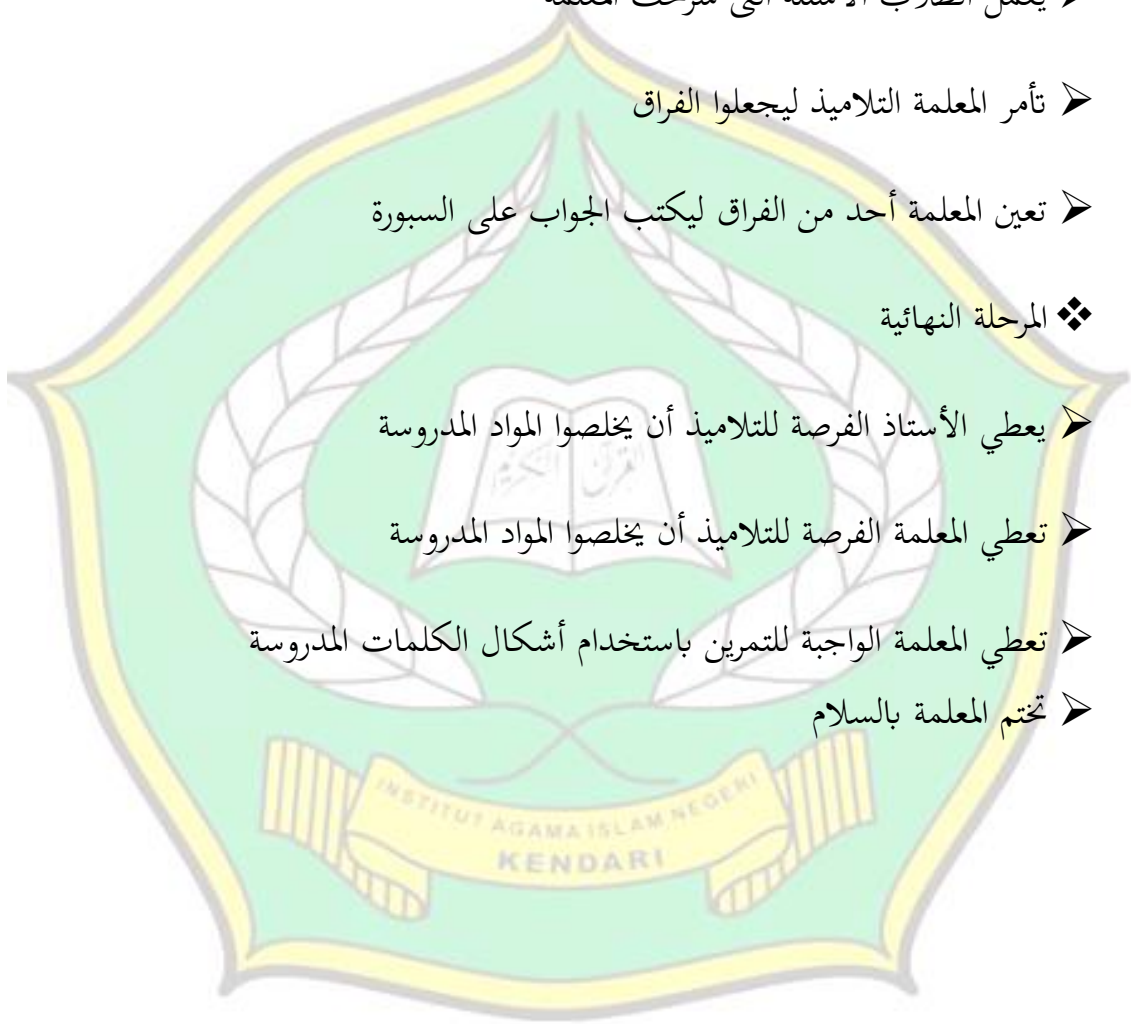 ➢ تأمر المعلمة التلاميذ ليجعلوا الفراق
➢ تعين المعلمة أحد من الفراق ليكتب الجواب على السبورة
❖ المرحلة النهائية
➢ يعطي الأستاذ الفرصة للتلاميذ أن يخلصوا المواد المدروسة
➢ تعطي المعلمة الفرصة للتلاميذ أن يخلصوا المواد المدروسة
➢ تعطي المعلمة الواجبة للتمرين باستخدام أشكال الكلمات المدروسة
➢ تختم المعلمة بالسلام
القرآن الكريم
INSTITUT AGAMA ISLAM NEGERI
KENDARI